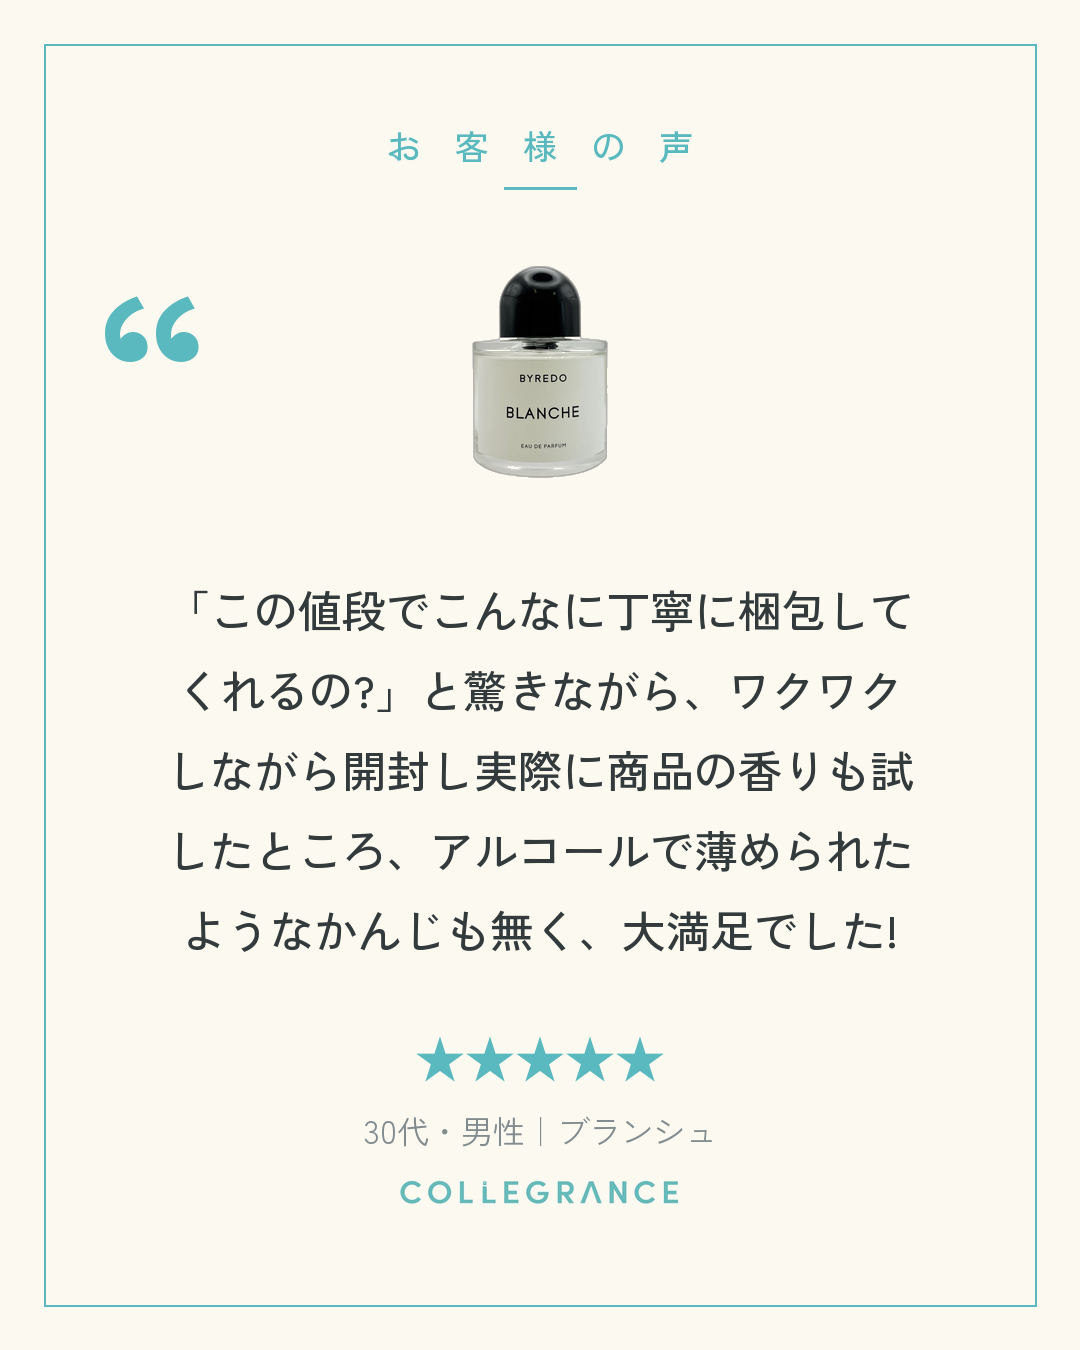 お客様の声
“
BYREDO
BLANCHE
EAU DE PARFUM
「この値段でこんなに丁寧に梱包して
くれるの?」と驚きながら、ワクワク
しながら開封し実際に商品の香りも試
したところ、アルコールで薄められた
ようなかんじも無く、大満足でした!
★★★★★
30代・男性｜ブランシュ
COLLEGRANCE